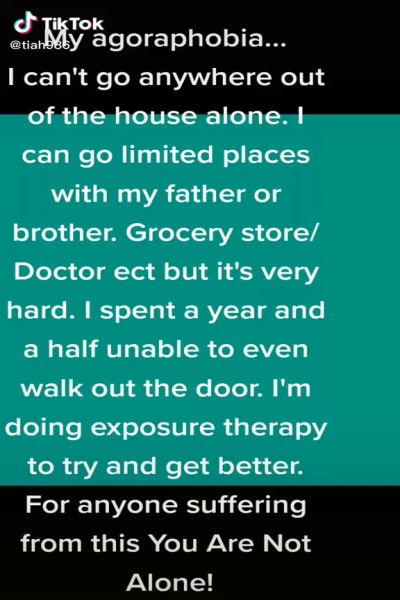 TikTok
@tiah986
My agoraphobia...
I can't go anywhere out
of the house alone. I
can go limited places
with my father or
brother. Grocery store/
Doctor ect but it's very
hard. I spent a year and
a half unable to even
walk out the door. I'm
doing exposure therapy
to try and get better.
For anyone suffering
from this You Are Not
Alone!